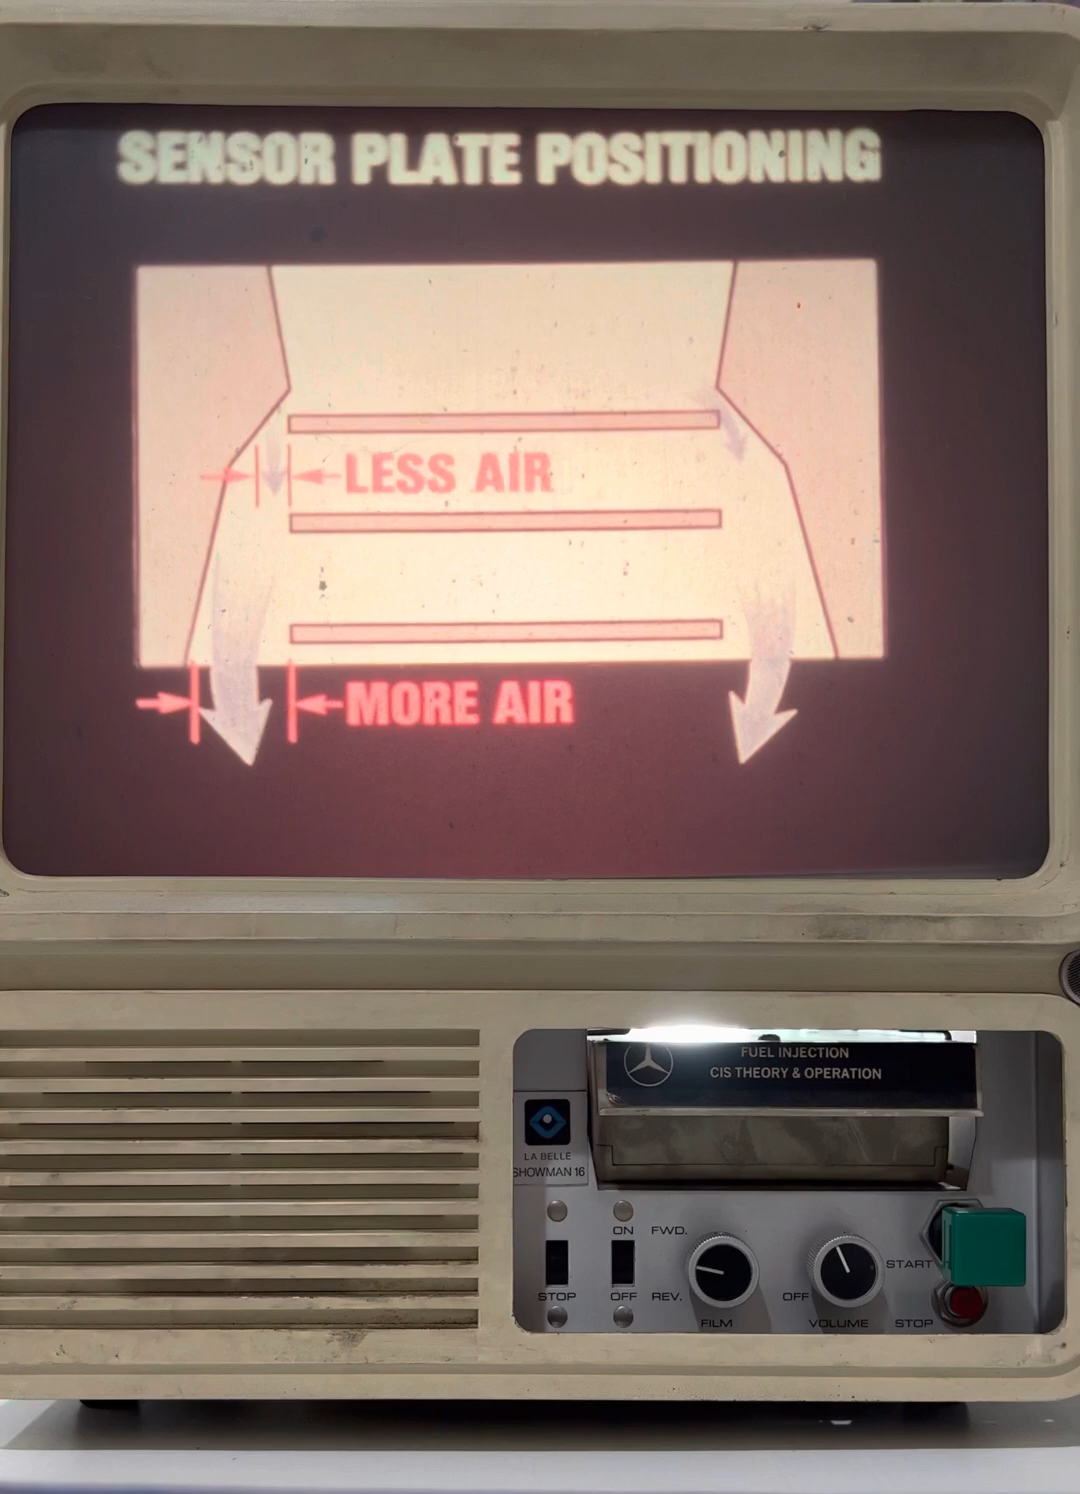 SENSOR PLATE POSITIONING
LESS AIR
MORE AIR
FUEL INJECTION
CIS THEORY & OPERATION
LA BELLE
SHOWMAN 16
ON FWD.
START
STOP OFF REV. OFF
FILM VOLUME STOP